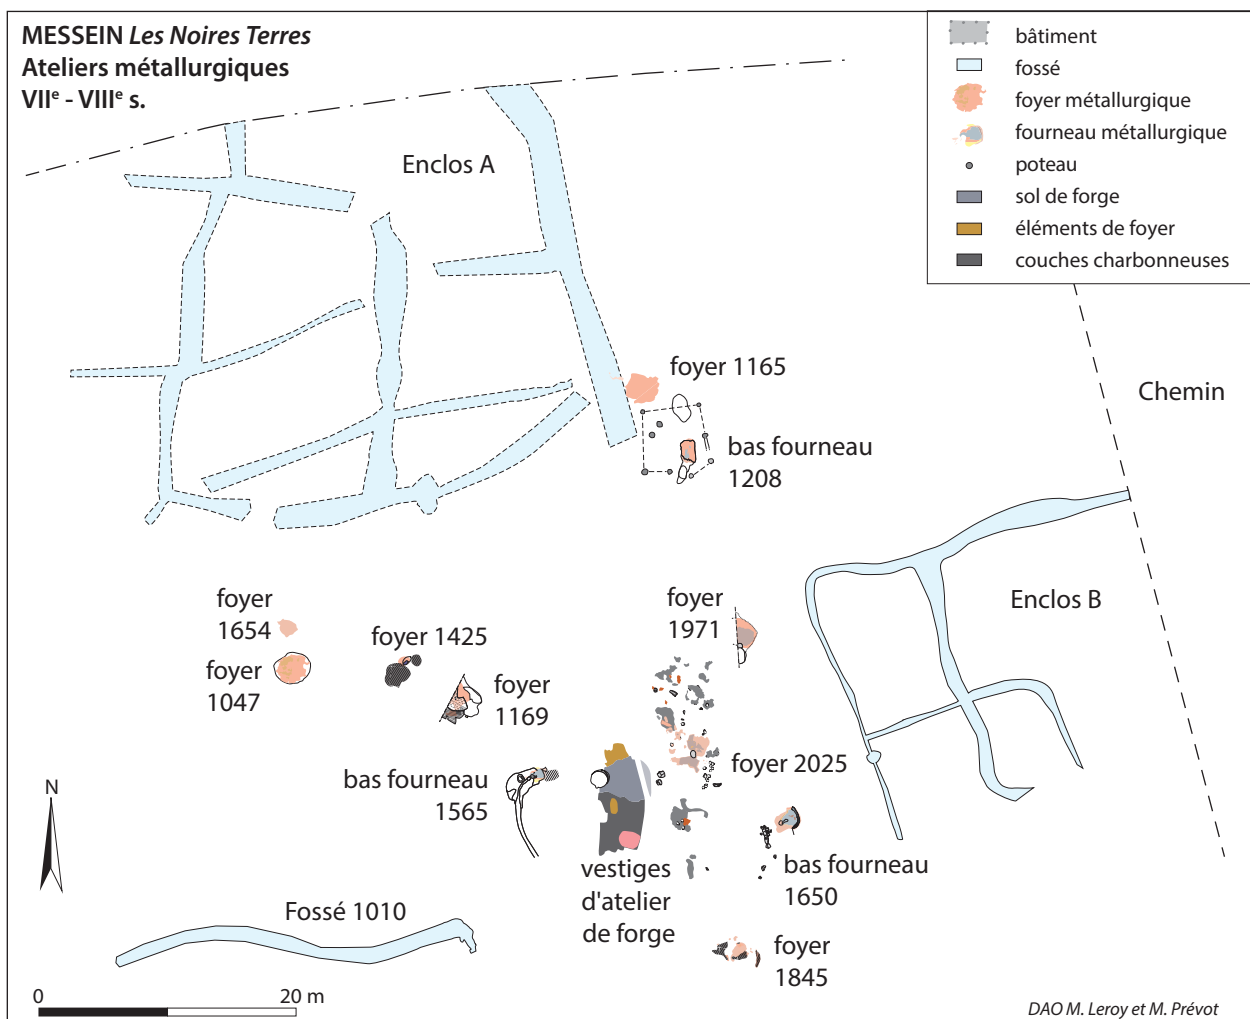 MESSEIN Les Noires Terres
Ateliers métallurgiques
VIIe - VIIIe s.
bâtiment
fossé
foyer métallurgique
fourneau métallurgique
poteau
sol de forge
éléments de foyer
couches charbonneuses
Enclos A
foyer 1165
Chemin
bas fourneau
1208
Enclos B
foyer
1654
foyer 1425
foyer
1971
foyer
1047
foyer
1169
bas fourneau
1565
foyer 2025
vestiges
d'atelier
de forge
bas fourneau
1650
N
Fossé 1010
foyer
1845
0
20 m
DAO M. Leroy et M. Prévot